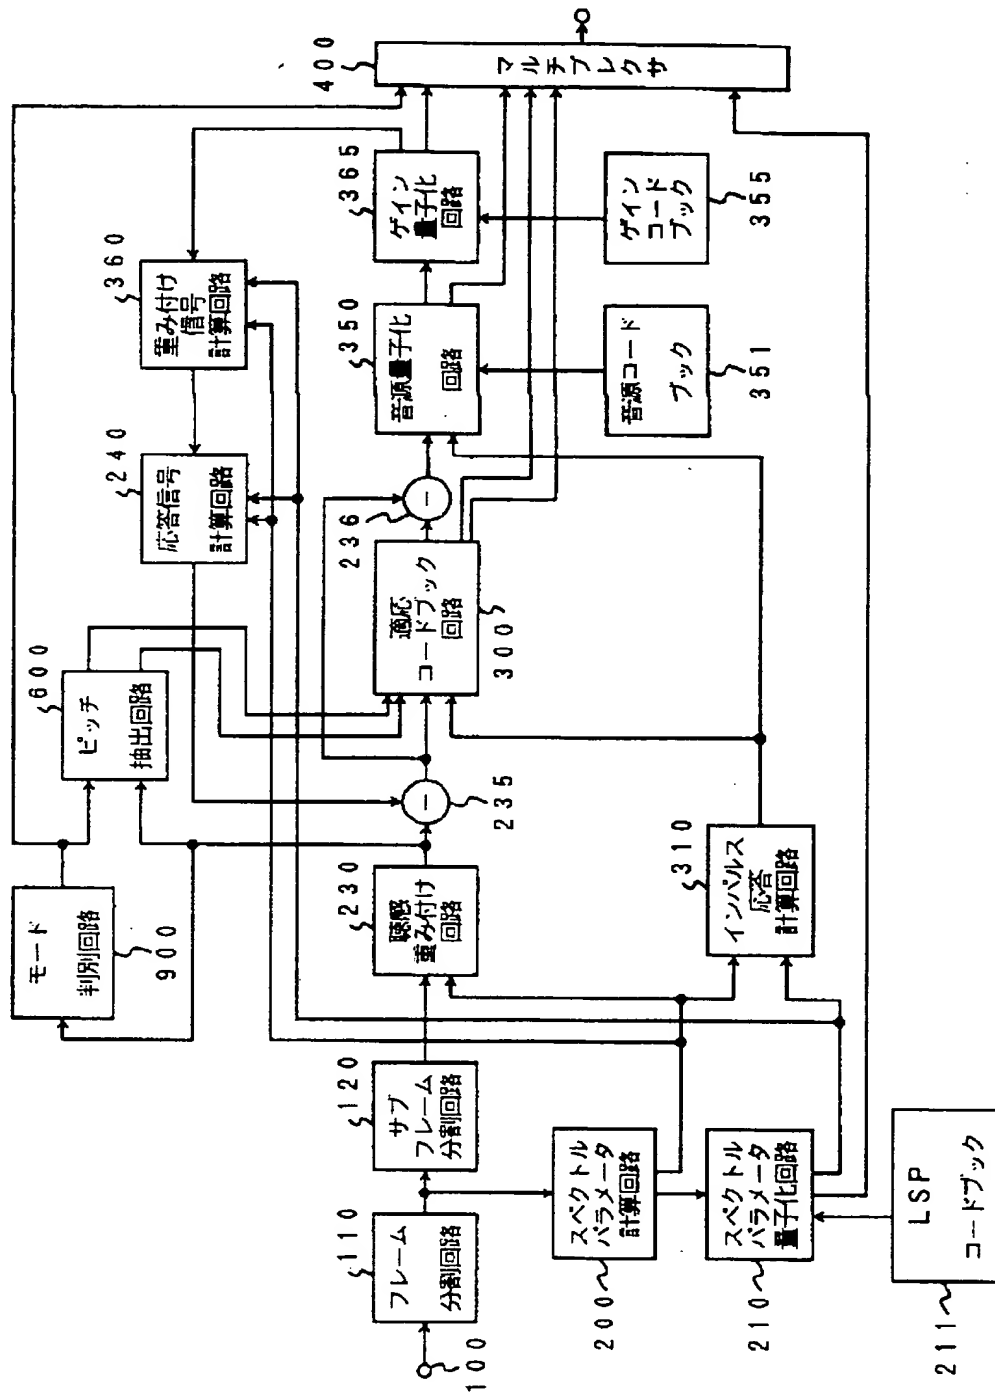 100
110
フレーム
分割回路
120
サブ
フレーム
分割回路
200
スペクトル
パラメータ
計算回路
210
スペクトル
パラメータ
量子化回路
211
LSP
コードブック
230
聴感
重み付け
回路
235
−
310
インパルス
応答
計算回路
900
モード
判別回路
600
ピッチ
抽出回路
300
適応
コードブック
回路
236
−
240
応答信号
計算回路
360
重み付け
信号
計算回路
350
音源量子化
回路
351
音源コード
ブック
365
ゲイン
量子化
回路
355
ゲイン
コード
ブック
400
マルチプレクサ